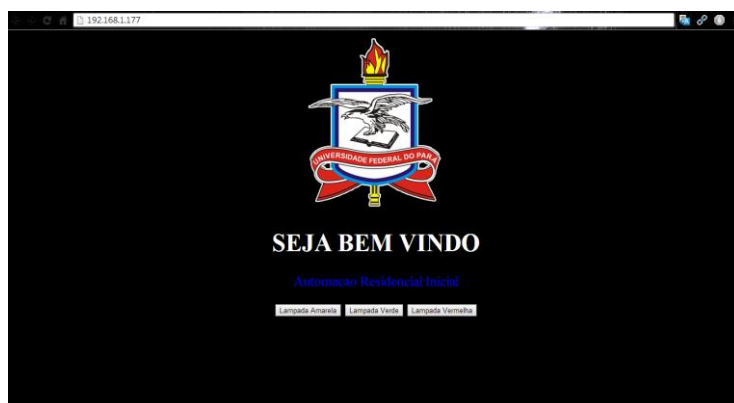 192.168.1.177
UNIVERSIDADE FEDERAL DO PARÁ
SEJA BEM VINDO
Automacao Residencial Inicial
Lampada Amarela Lampada Verde Lampada Vermelha